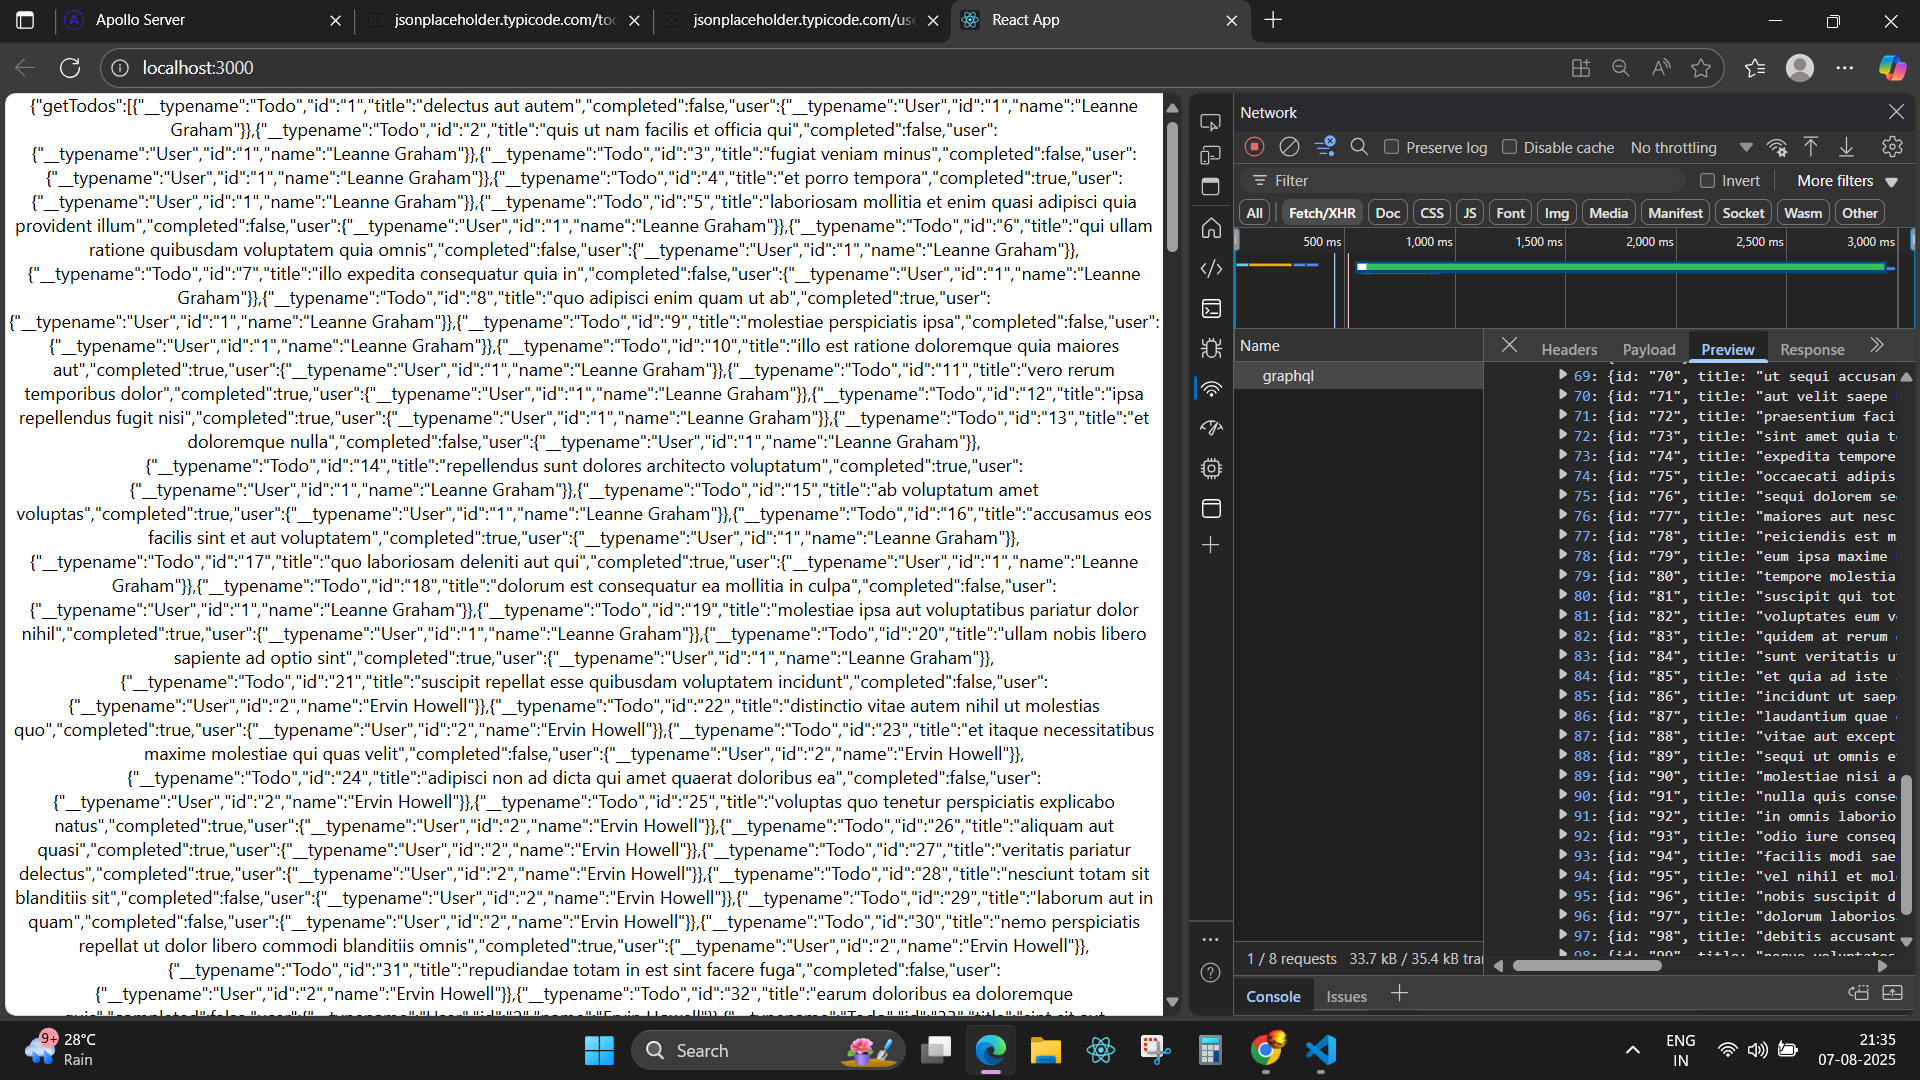 Apollo Server
jsonplaceholder.typicode.com/tod
jsonplaceholder.typicode.com/use
React App
localhost:3000
{"getTodos":[{"__typename":"Todo","id":"1","title":"delectus aut autem","completed":false,"user":{"__typename":"User","id":"1","name":"Leanne
Graham"}},{"__typename":"Todo","id":"2","title":"quis ut nam facilis et officia qui","completed":false,"user":
{"__typename":"User","id":"1","name":"Leanne Graham"}},{"__typename":"Todo","id":"3","title":"fugiat veniam minus","completed":false,"user":
{"__typename":"User","id":"1","name":"Leanne Graham"}},{"__typename":"Todo","id":"4","title":"et porro tempora","completed":true,"user":
{"__typename":"User","id":"1","name":"Leanne Graham"}},{"__typename":"Todo","id":"5","title":"laboriosam mollitia et enim quasi adipisci quia
provident illum","completed":false,"user":{"__typename":"User","id":"1","name":"Leanne Graham"}},{"__typename":"Todo","id":"6","title":"qui ullam
ratione quibusdam voluptatem quia omnis","completed":false,"user":{"__typename":"User","id":"1","name":"Leanne Graham"}},
{"__typename":"Todo","id":"7","title":"illo expedita consequatur quia in","completed":false,"user":{"__typename":"User","id":"1","name":"Leanne
Graham"}},{"__typename":"Todo","id":"8","title":"quo adipisci enim quam ut ab","completed":true,"user":
{"__typename":"User","id":"1","name":"Leanne Graham"}},{"__typename":"Todo","id":"9","title":"molestiae perspiciatis ipsa","completed":false,"user":
{"__typename":"User","id":"1","name":"Leanne Graham"}},{"__typename":"Todo","id":"10","title":"illo est ratione doloremque quia maiores
aut","completed":true,"user":{"__typename":"User","id":"1","name":"Leanne Graham"}},{"__typename":"Todo","id":"11","title":"vero rerum
temporibus dolor","completed":true,"user":{"__typename":"User","id":"1","name":"Leanne Graham"}},{"__typename":"Todo","id":"12","title":"ipsa
repellendus fugit nisi","completed":true,"user":{"__typename":"User","id":"1","name":"Leanne Graham"}},{"__typename":"Todo","id":"13","title":"et
doloremque nulla","completed":false,"user":{"__typename":"User","id":"1","name":"Leanne Graham"}},
{"__typename":"Todo","id":"14","title":"repellendus sunt dolores architecto voluptatum","completed":true,"user":
{"__typename":"User","id":"1","name":"Leanne Graham"}},{"__typename":"Todo","id":"15","title":"ab voluptatum amet
voluptas","completed":true,"user":{"__typename":"User","id":"1","name":"Leanne Graham"}},{"__typename":"Todo","id":"16","title":"accusamus eos
facilis sint et aut voluptatem","completed":true,"user":{"__typename":"User","id":"1","name":"Leanne Graham"}},
{"__typename":"Todo","id":"17","title":"quo laboriosam deleniti aut qui","completed":true,"user":{"__typename":"User","id":"1","name":"Leanne
Graham"}},{"__typename":"Todo","id":"18","title":"dolorum est consequatur ea mollitia in culpa","completed":false,"user":
{"__typename":"User","id":"1","name":"Leanne Graham"}},{"__typename":"Todo","id":"19","title":"molestiae ipsa aut voluptatibus pariatur dolor
nihil","completed":true,"user":{"__typename":"User","id":"1","name":"Leanne Graham"}},{"__typename":"Todo","id":"20","title":"ullam nobis libero
sapiente ad optio sint","completed":true,"user":{"__typename":"User","id":"1","name":"Leanne Graham"}},
{"__typename":"Todo","id":"21","title":"suscipit repellat esse quibusdam voluptatem incidunt","completed":false,"user":
{"__typename":"User","id":"2","name":"Ervin Howell"}},{"__typename":"Todo","id":"22","title":"distinctio vitae autem nihil ut molestias
quo","completed":true,"user":{"__typename":"User","id":"2","name":"Ervin Howell"}},{"__typename":"Todo","id":"23","title":"et itaque necessitatibus
maxime molestiae qui quas velit","completed":false,"user":{"__typename":"User","id":"2","name":"Ervin Howell"}},
{"__typename":"Todo","id":"24","title":"adipisci non ad dicta qui amet quaerat doloribus ea","completed":false,"user":
{"__typename":"User","id":"2","name":"Ervin Howell"}},{"__typename":"Todo","id":"25","title":"voluptas quo tenetur perspiciatis explicabo
natus","completed":true,"user":{"__typename":"User","id":"2","name":"Ervin Howell"}},{"__typename":"Todo","id":"26","title":"aliquam aut
quasi","completed":true,"user":{"__typename":"User","id":"2","name":"Ervin Howell"}},{"__typename":"Todo","id":"27","title":"veritatis pariatur
delectus","completed":true,"user":{"__typename":"User","id":"2","name":"Ervin Howell"}},{"__typename":"Todo","id":"28","title":"nesciunt totam sit
blanditiis sit","completed":false,"user":{"__typename":"User","id":"2","name":"Ervin Howell"}},{"__typename":"Todo","id":"29","title":"laborum aut in
quam","completed":false,"user":{"__typename":"User","id":"2","name":"Ervin Howell"}},{"__typename":"Todo","id":"30","title":"nemo perspiciatis
repellat ut dolor libero commodi blanditiis omnis","completed":true,"user":{"__typename":"User","id":"2","name":"Ervin Howell"}},
{"__typename":"Todo","id":"31","title":"repudiandae totam in est sint facere fuga","completed":false,"user":
{"__typename":"User","id":"2","name":"Ervin Howell"}},{"__typename":"Todo","id":"32","title":"earum doloribus ea doloremque
Network
Preserve log Disable cache No throttling
Filter Invert More filters
All Fetch/XHR Doc CSS JS Font Img Media Manifest Socket Wasm Other
500 ms 1,000 ms 1,500 ms 2,000 ms 2,500 ms 3,000 ms
Name
graphql
Headers Payload Preview Response
69: {id: "70", title: "ut sequi accusan
70: {id: "71", title: "aut velit saepe
71: {id: "72", title: "praesentium faci
72: {id: "73", title: "sint amet quia t
73: {id: "74", title: "expedita tempore
74: {id: "75", title: "occaecati adipis
75: {id: "76", title: "sequi dolorem se
76: {id: "77", title: "maiores aut nesc
77: {id: "78", title: "reiciendis est m
78: {id: "79", title: "eum ipsa maxime
79: {id: "80", title: "tempore molestia
80: {id: "81", title: "suscipit qui tot
81: {id: "82", title: "voluptates eum v
82: {id: "83", title: "quidem at rerum
83: {id: "84", title: "sunt veritatis u
84: {id: "85", title: "et quia ad iste
85: {id: "86", title: "incidunt ut saep
86: {id: "87", title: "laudantium quae
87: {id: "88", title: "vitae aut except
88: {id: "89", title: "sequi ut omnis e
89: {id: "90", title: "molestiae nisi a
90: {id: "91", title: "nulla quis conse
91: {id: "92", title: "in omnis laborio
92: {id: "93", title: "odio iure conseq
93: {id: "94", title: "facilis modi sae
94: {id: "95", title: "vel nihil et mol
95: {id: "96", title: "nobis suscipit d
96: {id: "97", title: "dolorum laborios
97: {id: "98", title: "debitis accusant
1 / 8 requests 33.7 kB / 35.4 kB tra
Console Issues
9+
28°C
Rain
Search
ENG
IN
21:35
07-08-2025